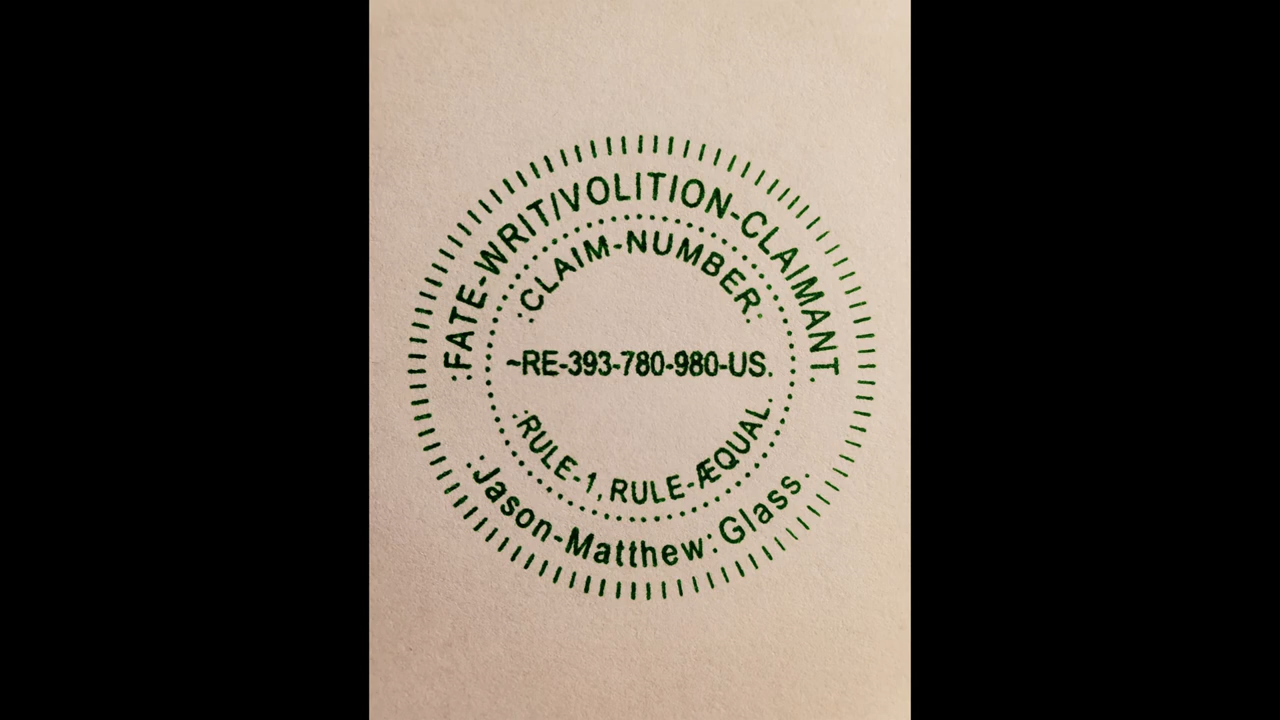 :FATE-WRIT/VOLITION-CLAIMANT.
:CLAIM-NUMBER:
~RE-393-780-980-US.
:RULE-1, RULE-ÆQUAL.
:Jason-Matthew: Glass.